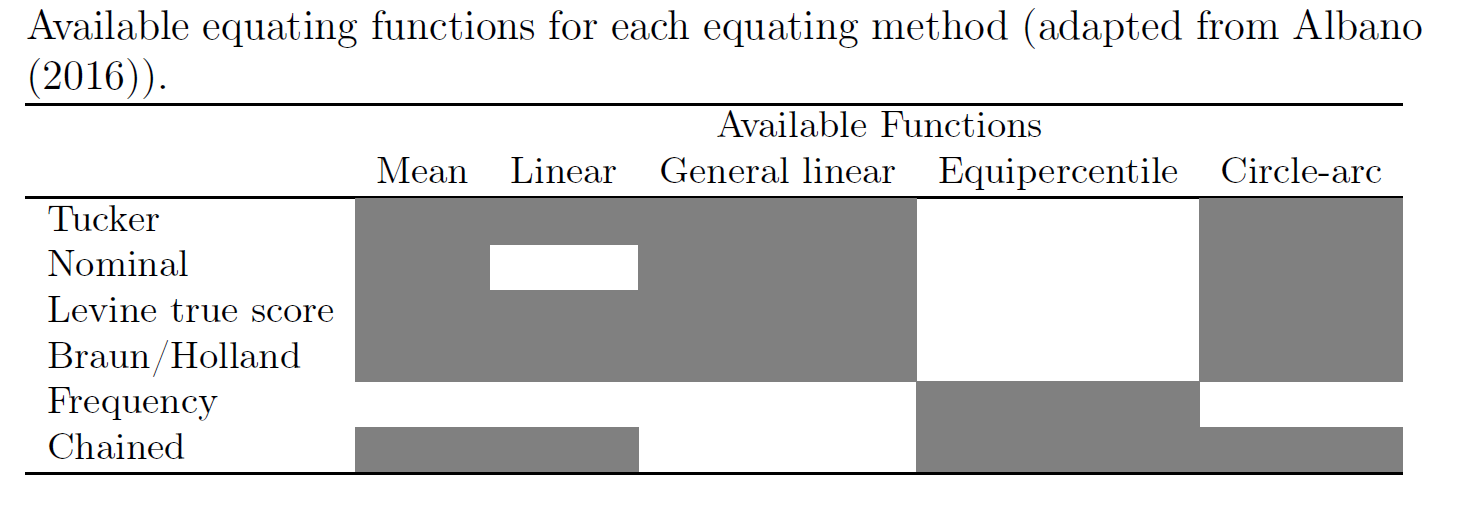 Available equating functions for each equating method (adapted from Albano
(2016)).
Available Functions
Mean Linear General linear Equipercentile Circle-arc
Tucker
Nominal
Levine true score
Braun/Holland
Frequency
Chained